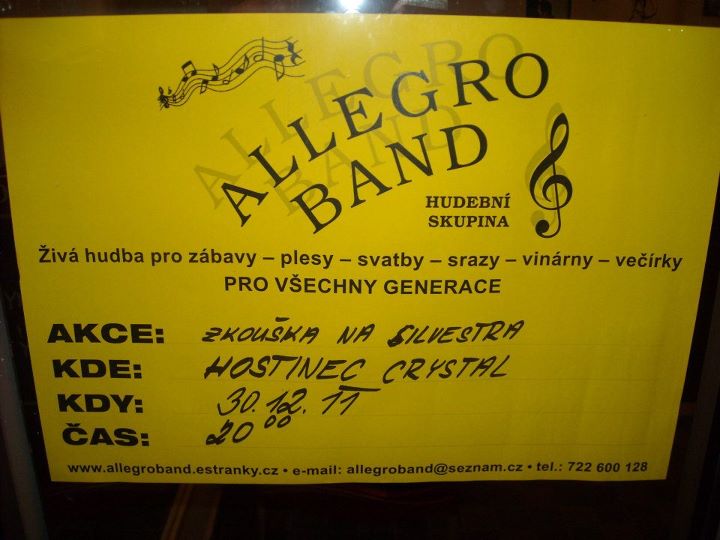 ALLEGRO
BAND
HUDEBNÍ
SKUPINA
Živá hudba pro zábavy – plesy – svatby – srazy – vinárny – večírky
PRO VŠECHNY GENERACE
AKCE: ZKOUŠKA NA SILVESTRA
KDE: HOSTINEC CRYSTAL
KDY: 30.12.11
ČAS: 20 00
www.allegroband.estranky.cz • e-mail: allegroband@seznam.cz • tel.: 722 600 128